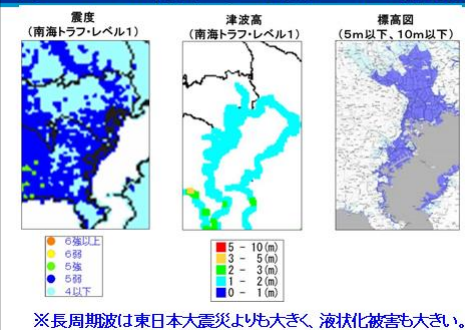 震度
(南海トラフ・レベル1)
津波高
(南海トラフ・レベル1)
標高図
(5m以下、10m以下)
6強以上
6弱
5強
5弱
4以下
5 - 10(m)
3 - 5(m)
2 - 3(m)
1 - 2(m)
0 - 1(m)
※長周期波は東日本大震災よりも大きく、液状化被害も大きい。